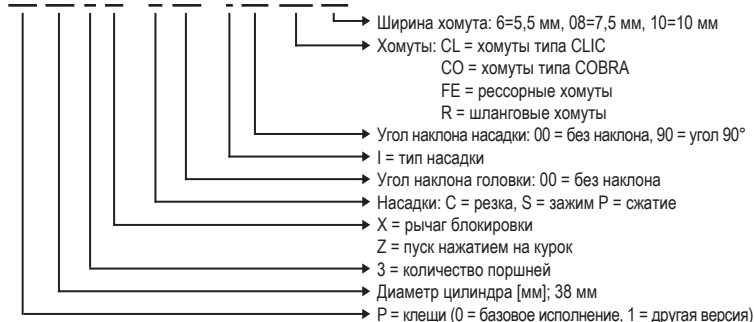 Ширина хомута: 6=5,5 мм, 08=7,5 мм, 10=10 мм
Хомуты: CL = хомуты типа CLIC
CO = хомуты типа COBRA
FE = рессорные хомуты
R = шланговые хомуты
Угол наклона насадки: 00 = без наклона, 90 = угол 90°
I = тип насадки
Угол наклона головки: 00 = без наклона
Насадки: C = резка, S = зажим P = сжатие
X = рычаг блокировки
Z = пуск нажатием на курок
3 = количество поршней
Диаметр цилиндра [мм]; 38 мм
P = клещи (0 = базовое исполнение, 1 = другая версия)